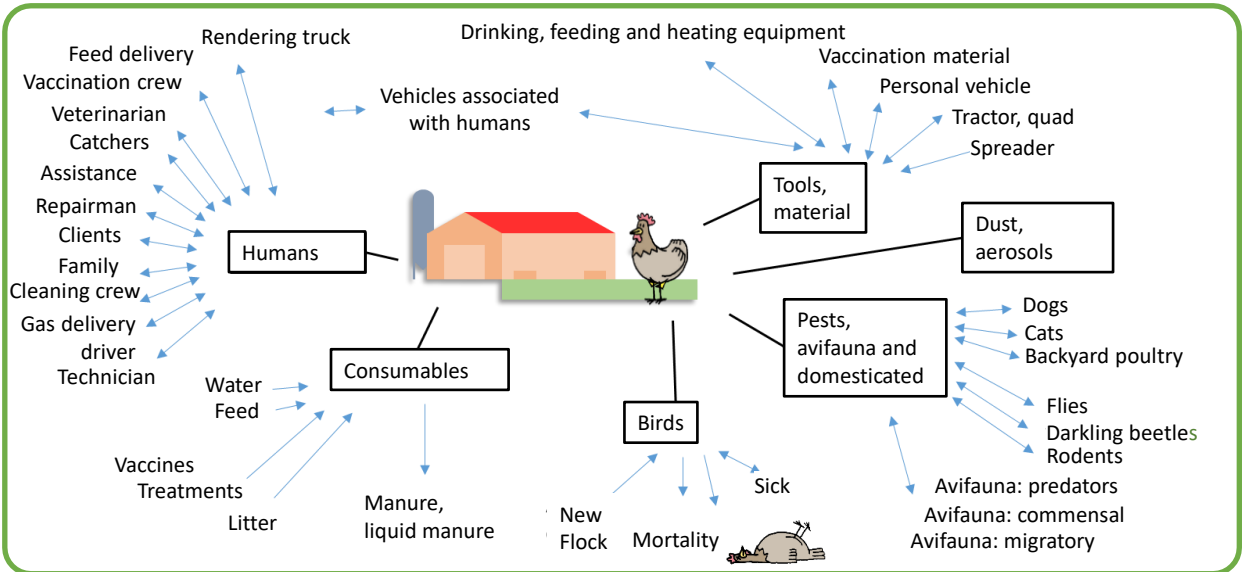 Rendering truck
Feed delivery
Vaccination crew
Veterinarian
Catchers
Assistance
Repairman
Clients
Family
Cleaning crew
Gas delivery
driver
Technician
Humans
Vehicles associated
with humans
Drinking, feeding and heating equipment
Vaccination material
Personal vehicle
Tractor, quad
Spreader
Tools,
material
Dust,
aerosols
Pests,
avifauna and
domesticated
Dogs
Cats
Backyard poultry
Flies
Darkling beetles
Rodents
Avifauna: predators
Avifauna: commensal
Avifauna: migratory
Consumables
Water
Feed
Vaccines
Treatments
Litter
Manure,
liquid manure
Birds
New
Flock
Mortality
Sick